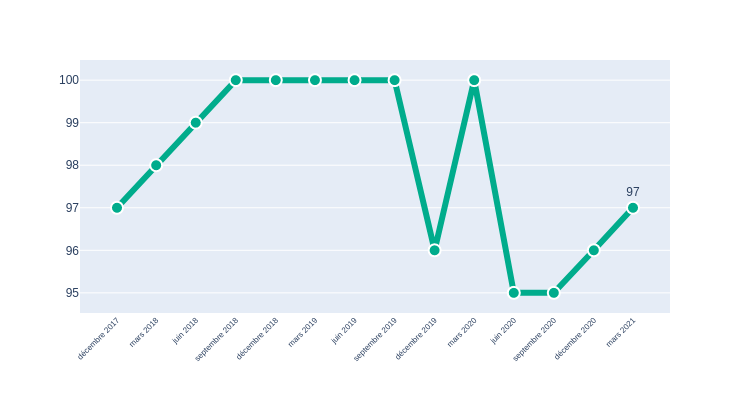 100
99
98
97
96
95
97
décembre 2017
mars 2018
juin 2018
septembre 2018
décembre 2018
mars 2019
juin 2019
septembre 2019
décembre 2019
mars 2020
juin 2020
septembre 2020
décembre 2020
mars 2021